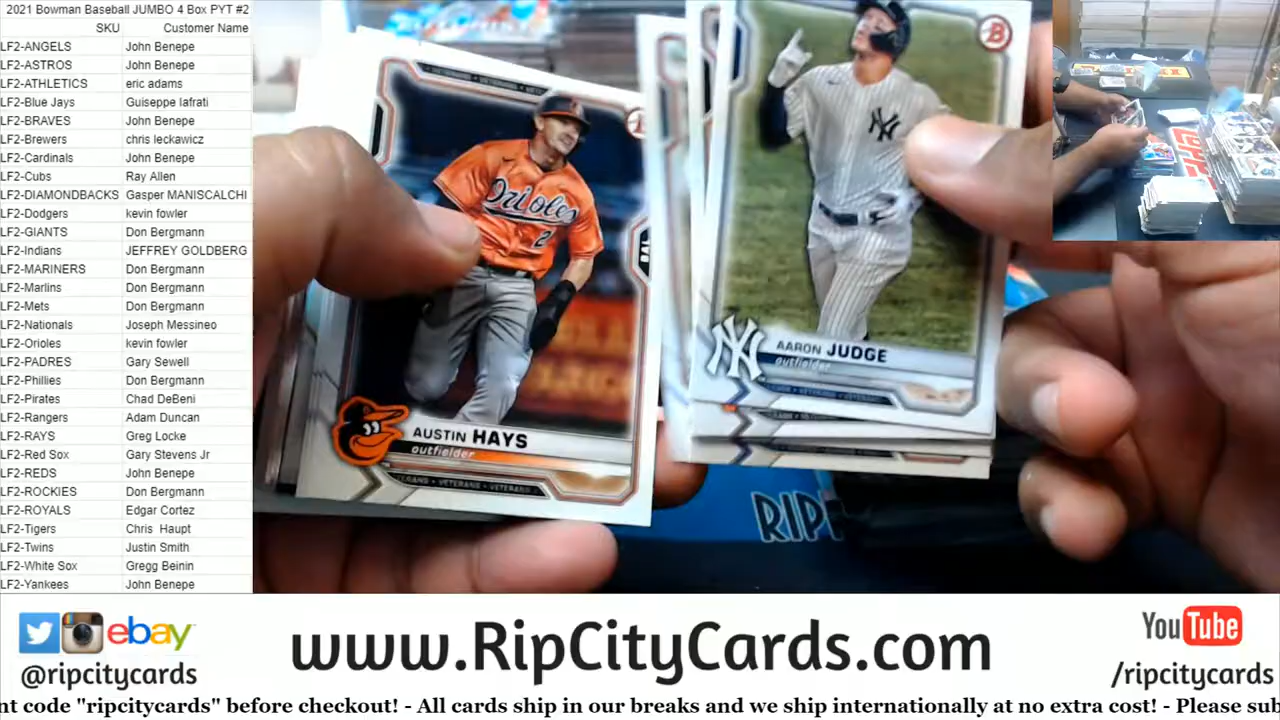 2021 Bowman Baseball JUMBO 4 Box PYT #2
SKU Customer Name
LF2-ANGELS John Benepe
LF2-ASTROS John Benepe
LF2-ATHLETICS eric adams
LF2-Blue Jays Guiseppe Iafrati
LF2-BRAVES John Benepe
LF2-Brewers chris leckawicz
LF2-Cardinals John Benepe
LF2-Cubs Ray Allen
LF2-DIAMONDBACKS Gasper MANISCALCHI
LF2-Dodgers kevin fowler
LF2-GIANTS Don Bergmann
LF2-Indians JEFFREY GOLDBERG
LF2-MARINERS Don Bergmann
LF2-Marlins Don Bergmann
LF2-Mets Don Bergmann
LF2-Nationals Joseph Messineo
LF2-Orioles kevin fowler
LF2-PADRES Gary Sewell
LF2-Phillies Don Bergmann
LF2-Pirates Chad DeBeni
LF2-Rangers Adam Duncan
LF2-RAYS Greg Locke
LF2-Red Sox Gary Stevens Jr
LF2-REDS John Benepe
LF2-ROCKIES Don Bergmann
LF2-ROYALS Edgar Cortez
LF2-Tigers Chris Haupt
LF2-Twins Justin Smith
LF2-White Sox Gregg Beinin
LF2-Yankees John Benepe
Orioles
2
BAL
AUSTIN HAYS
outfielder
VETERANS
B
NY
NY
AARON JUDGE
outfielder
RIP
ebay
@ripcitycards
www.RipCityCards.com
YouTube
/ripcitycards
nt code "ripcitycards" before checkout! - All cards ship in our breaks and we ship internationally at no extra cost! - Please sub